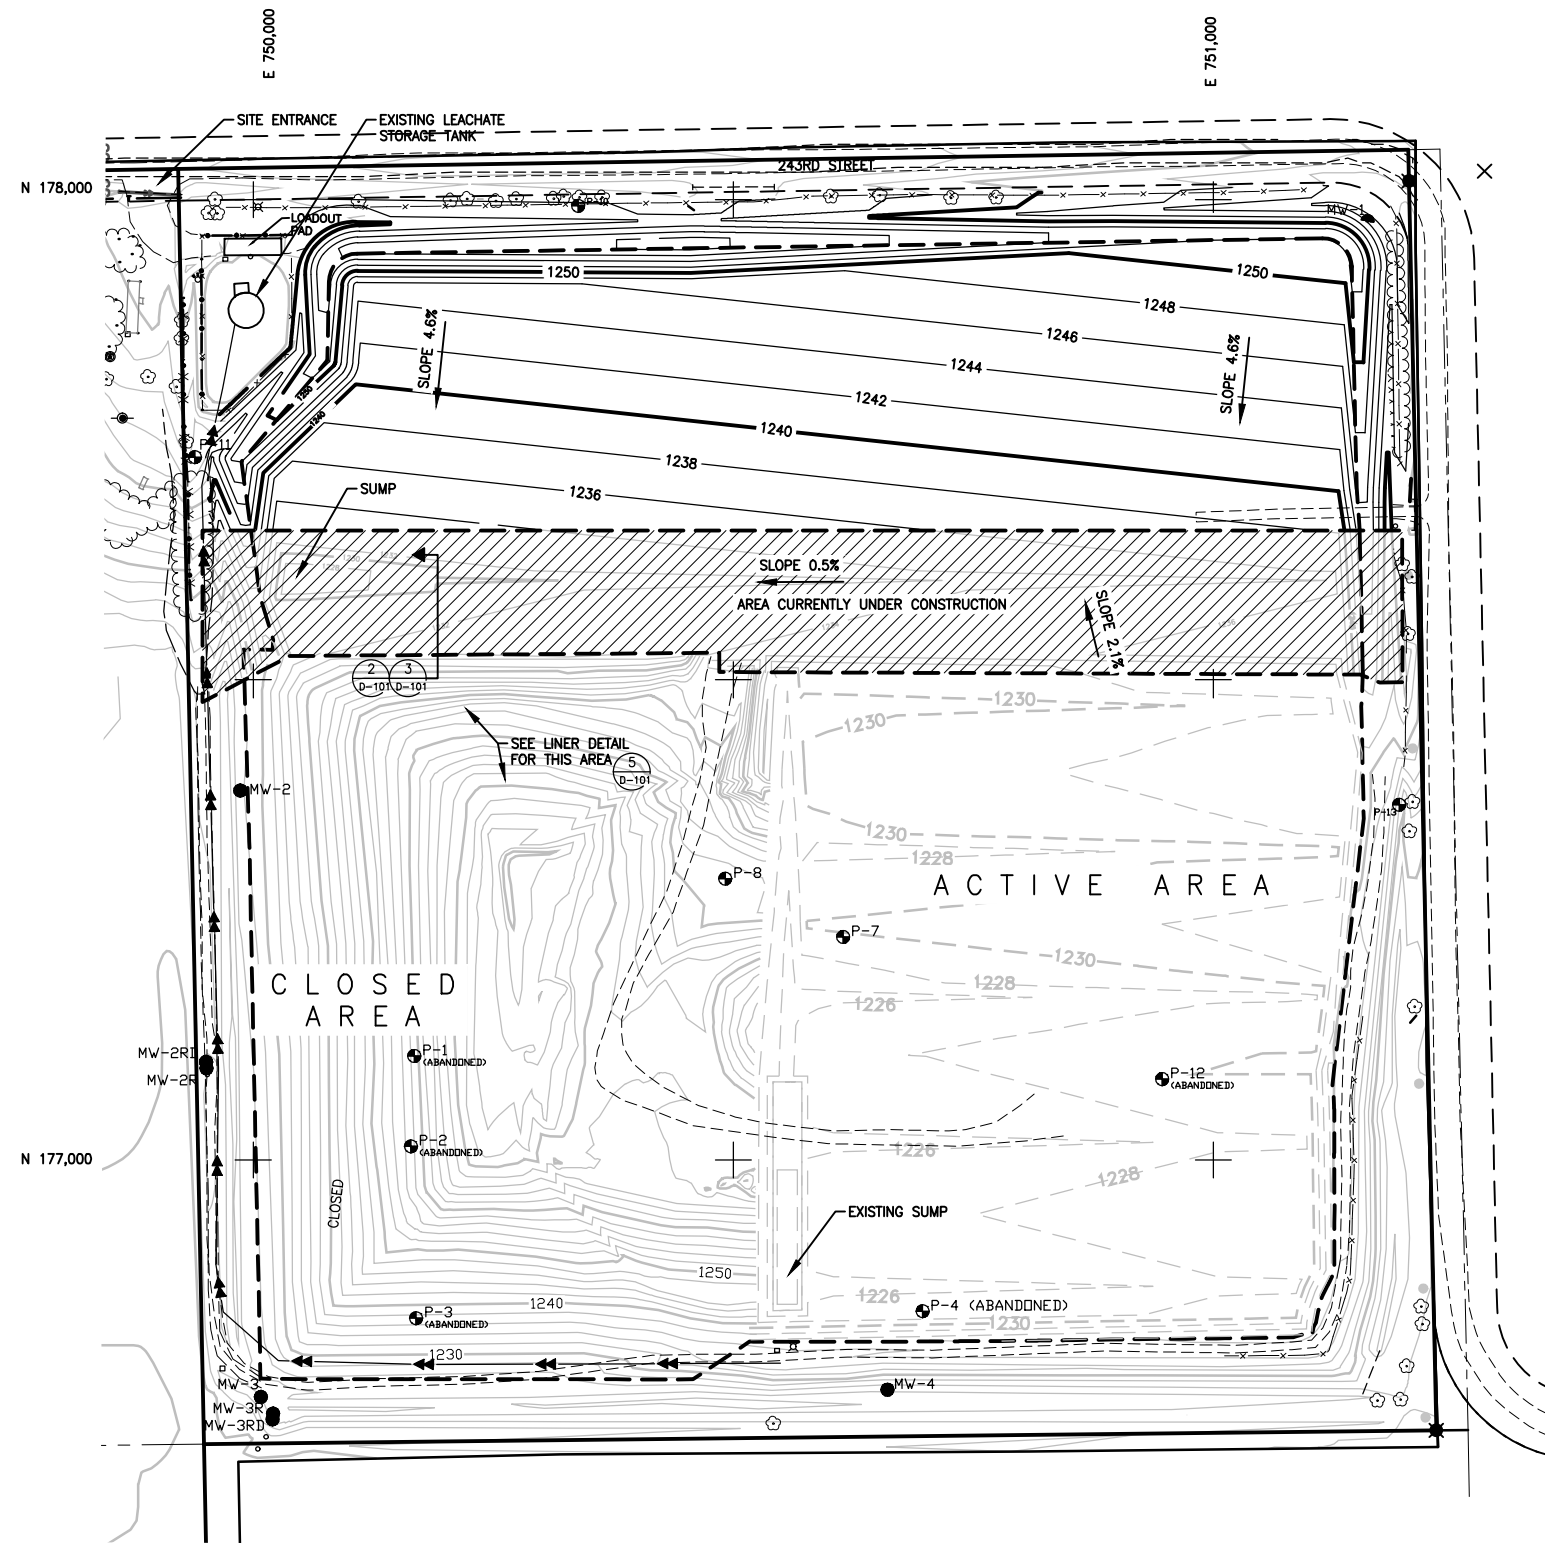 E 750,000
E 751,000
SITE ENTRANCE
EXISTING LEACHATE
STORAGE TANK
243RD STREET
N 178,000
MW-1
LOADOUT
PAD
1250
1250
1248
1246
SLOPE 4.6%
SLOPE 4.6%
1244
1250
1242
1240
1240
P-11
1238
SUMP
1236
SLOPE 0.5%
AREA CURRENTLY UNDER CONSTRUCTION
SLOPE 2.1%
2
D-101
3
D-101
1230
1230
SEE LINER DETAIL
FOR THIS AREA
5
D-101
MW-2
P-13
1230
1228
P-8
ACTIVE AREA
P-7
1230
CLOSED
AREA
1228
1226
MW-2RD
P-1
(ABANDONED)
MW-2R
P-12
(ABANDONED)
P-2
(ABANDONED)
1226
N 177,000
1228
CLOSED
EXISTING SUMP
1250
1226
1240
P-4 (ABANDONED)
P-3
(ABANDONED)
1230
1230
MW-3
MW-4
MW-3R
MW-3RD